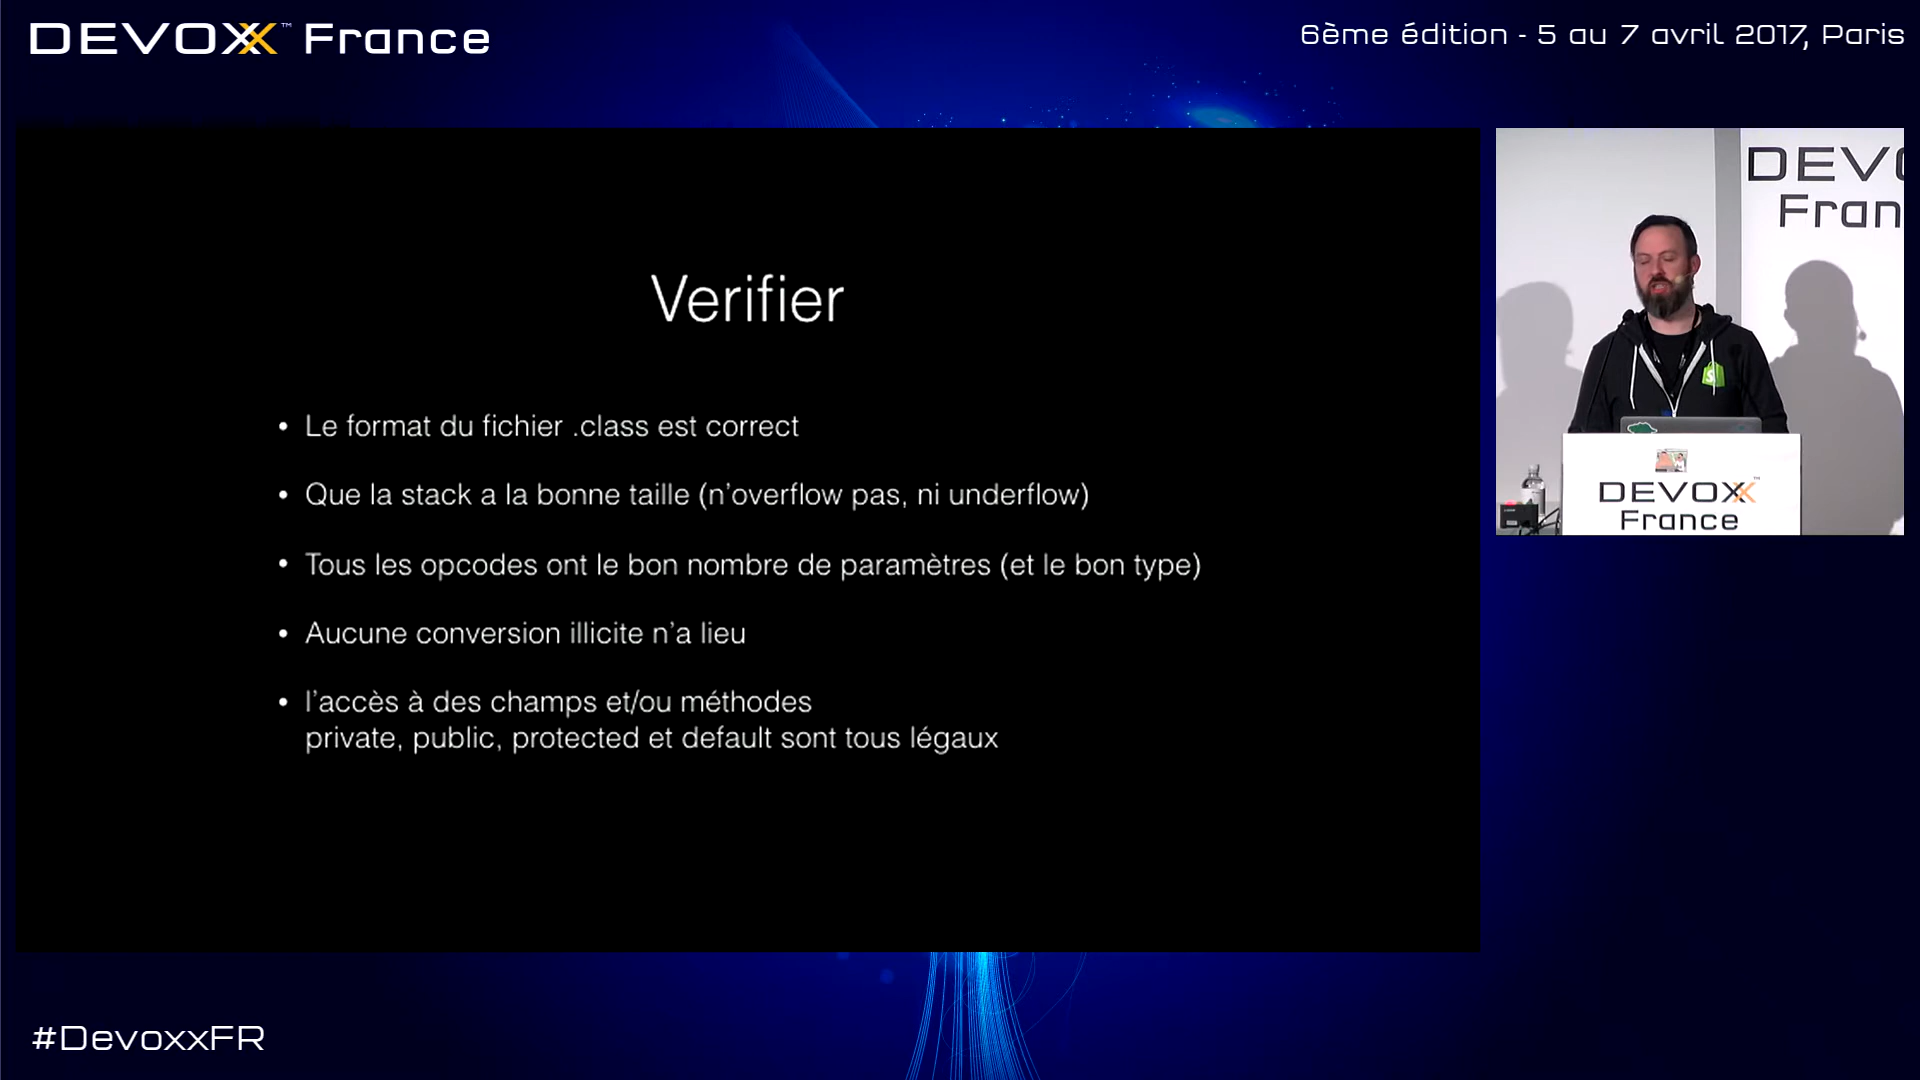 DEVOXX™ France
6ème édition - 5 au 7 avril 2017, Paris
Verifier
• Le format du fichier .class est correct
• Que la stack a la bonne taille (n’overflow pas, ni underflow)
• Tous les opcodes ont le bon nombre de paramètres (et le bon type)
• Aucune conversion illicite n’a lieu
• l’accès à des champs et/ou méthodes
private, public, protected et default sont tous légaux
DEVO
Fran
DEVOXX™
France
#DevoxxFR